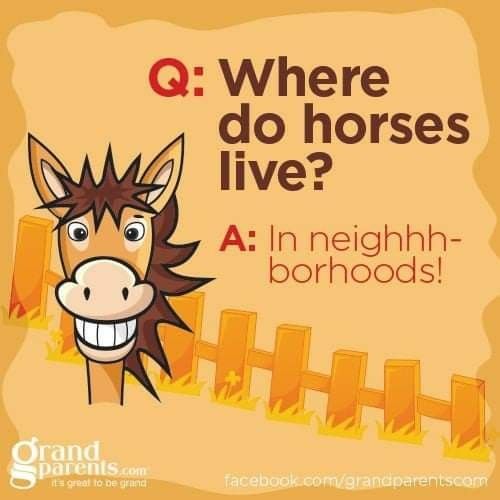 Q: Where
do horses
live?
A: In neighhh-
borhoods!
grand
parents.com
it's great to be grand
facebook.com/grandparentscom